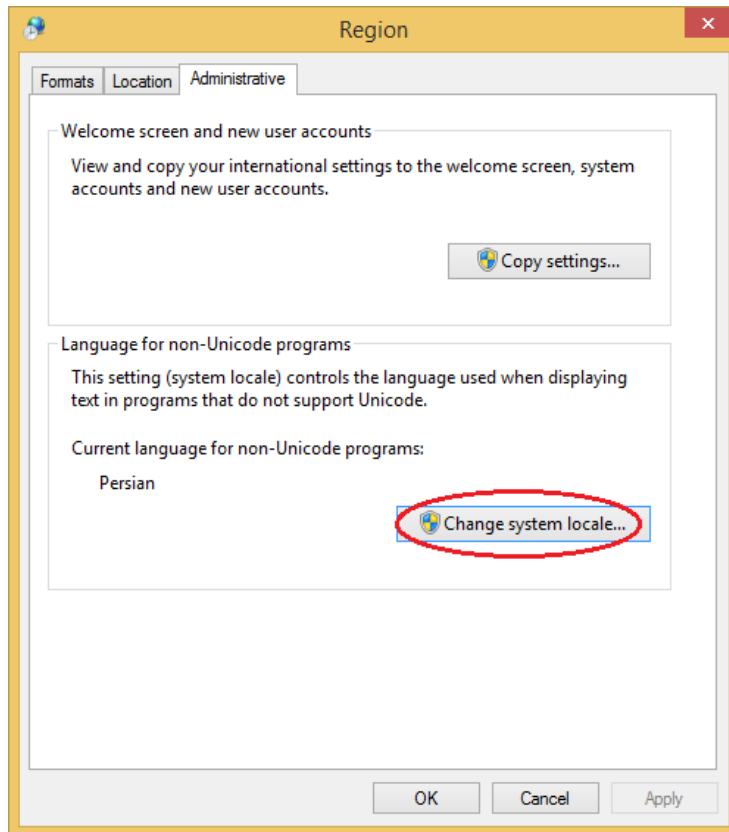 Region
Formats Location Administrative
Welcome screen and new user accounts
View and copy your international settings to the welcome screen, system
accounts and new user accounts.
Copy settings...
Language for non-Unicode programs
This setting (system locale) controls the language used when displaying
text in programs that do not support Unicode.
Current language for non-Unicode programs:
Persian
Change system locale...
OK Cancel Apply